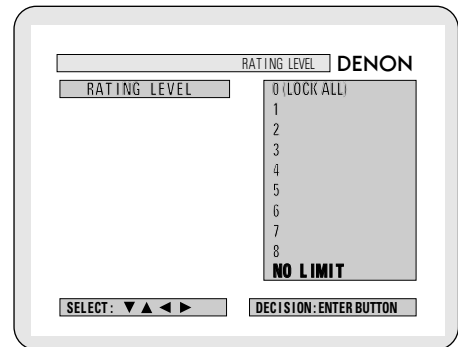 RATING LEVEL DENON
RATING LEVEL
0 (LOCK ALL)
1
2
3
4
5
6
7
8
NO LIMIT
SELECT: ▼ ▲ ◄ ► DECISION: ENTER BUTTON